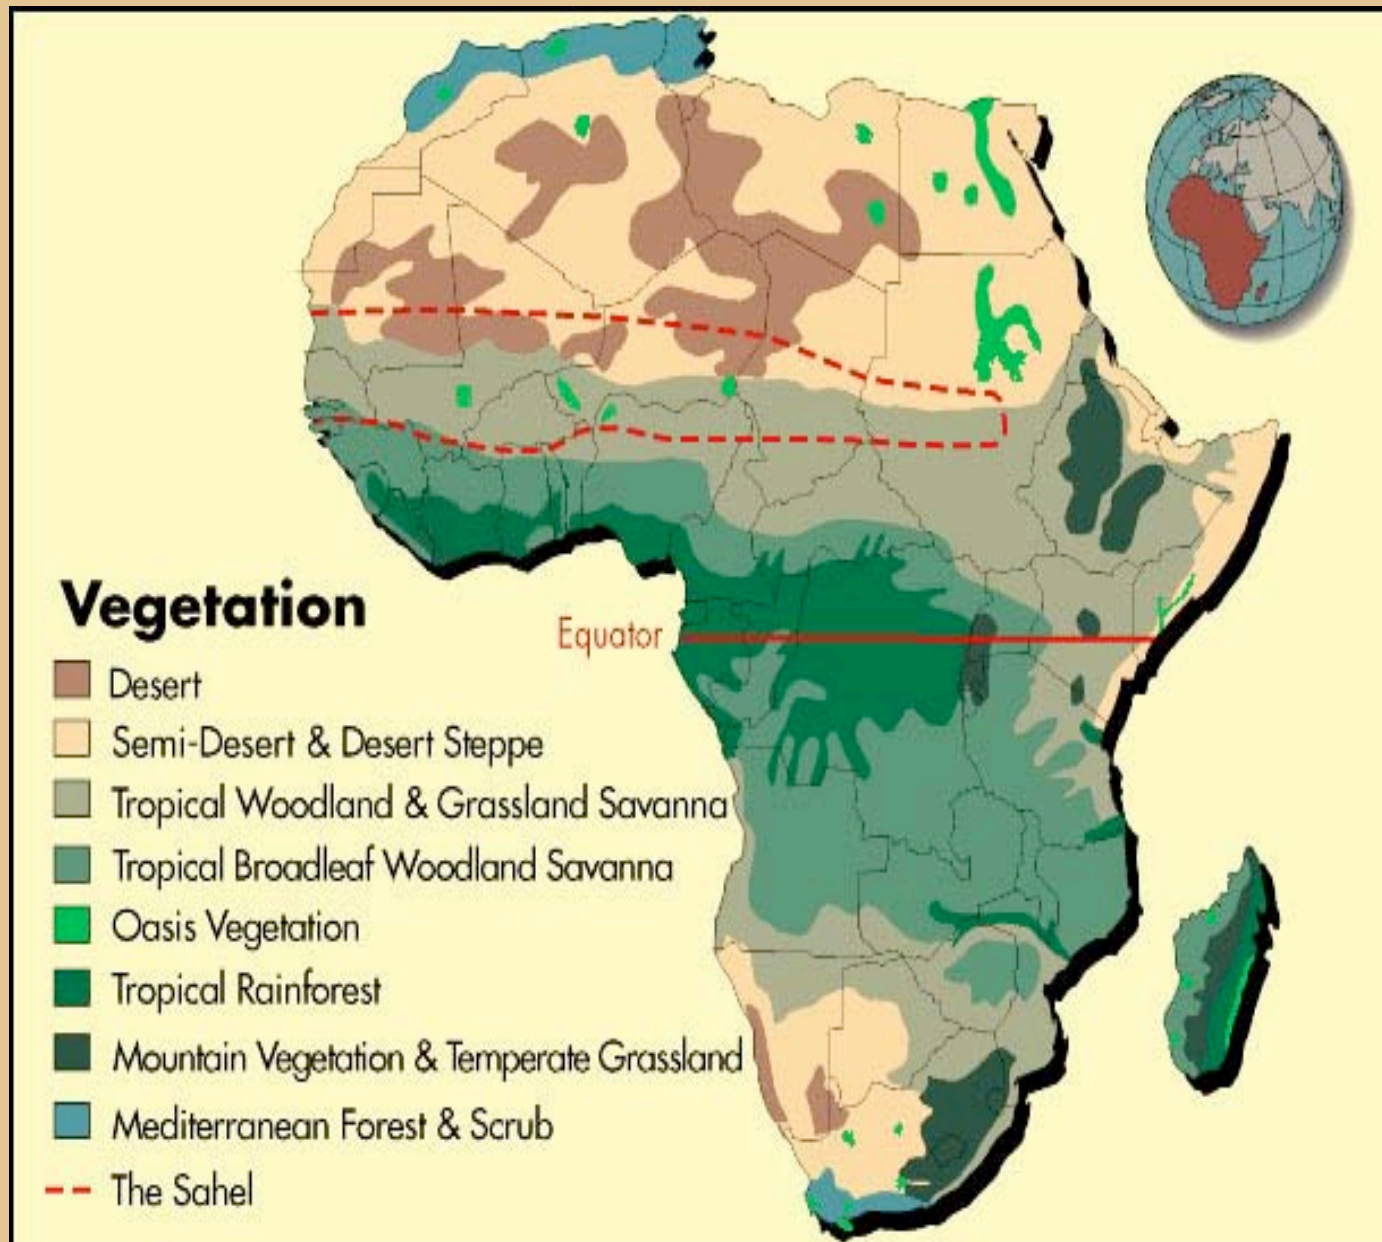 Equator
Vegetation
Desert
Semi-Desert & Desert Steppe
Tropical Woodland & Grassland Savanna
Tropical Broadleaf Woodland Savanna
Oasis Vegetation
Tropical Rainforest
Mountain Vegetation & Temperate Grassland
Mediterranean Forest & Scrub
The Sahel